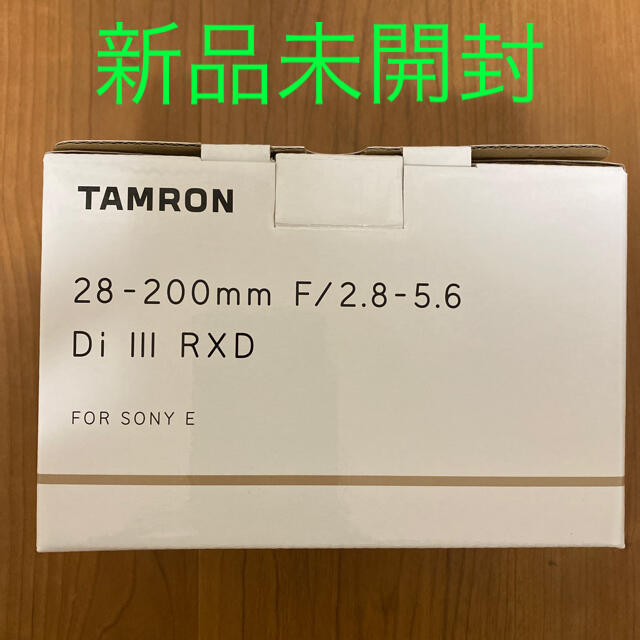 新品未開封
TAMRON
28-200mm F/2.8-5.6
Di III RXD
FOR SONY E